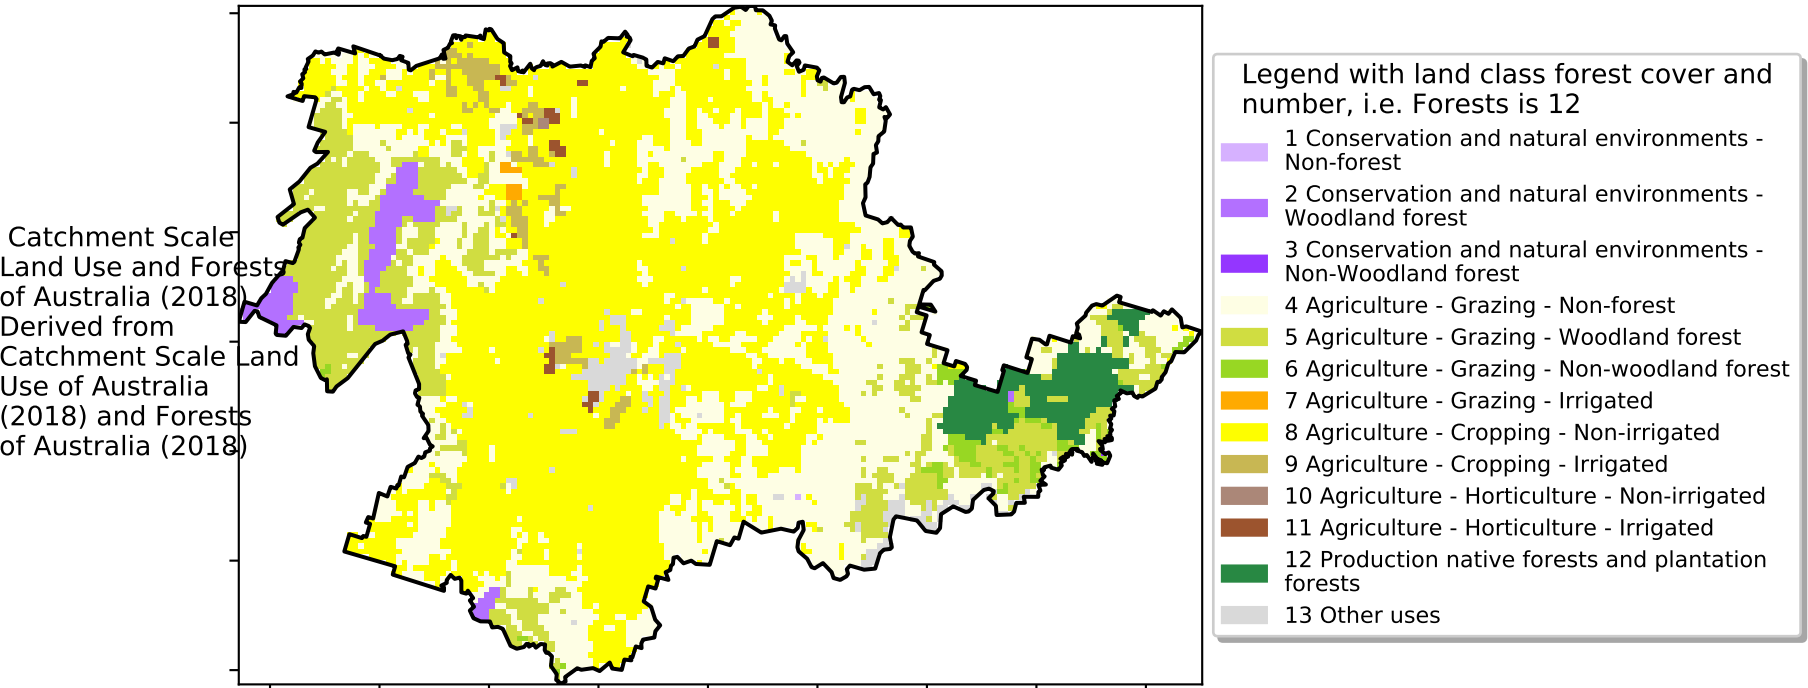 Catchment Scale
Land Use and Forests
of Australia (2018)
Derived from
Catchment Scale Land
Use of Australia
(2018) and Forests
of Australia (2018)
Legend with land class forest cover and
number, i.e. Forests is 12
1 Conservation and natural environments -
Non-forest
2 Conservation and natural environments -
Woodland forest
3 Conservation and natural environments -
Non-Woodland forest
4 Agriculture - Grazing - Non-forest
5 Agriculture - Grazing - Woodland forest
6 Agriculture - Grazing - Non-woodland forest
7 Agriculture - Grazing - Irrigated
8 Agriculture - Cropping - Non-irrigated
9 Agriculture - Cropping - Irrigated
10 Agriculture - Horticulture - Non-irrigated
11 Agriculture - Horticulture - Irrigated
12 Production native forests and plantation
forests
13 Other uses